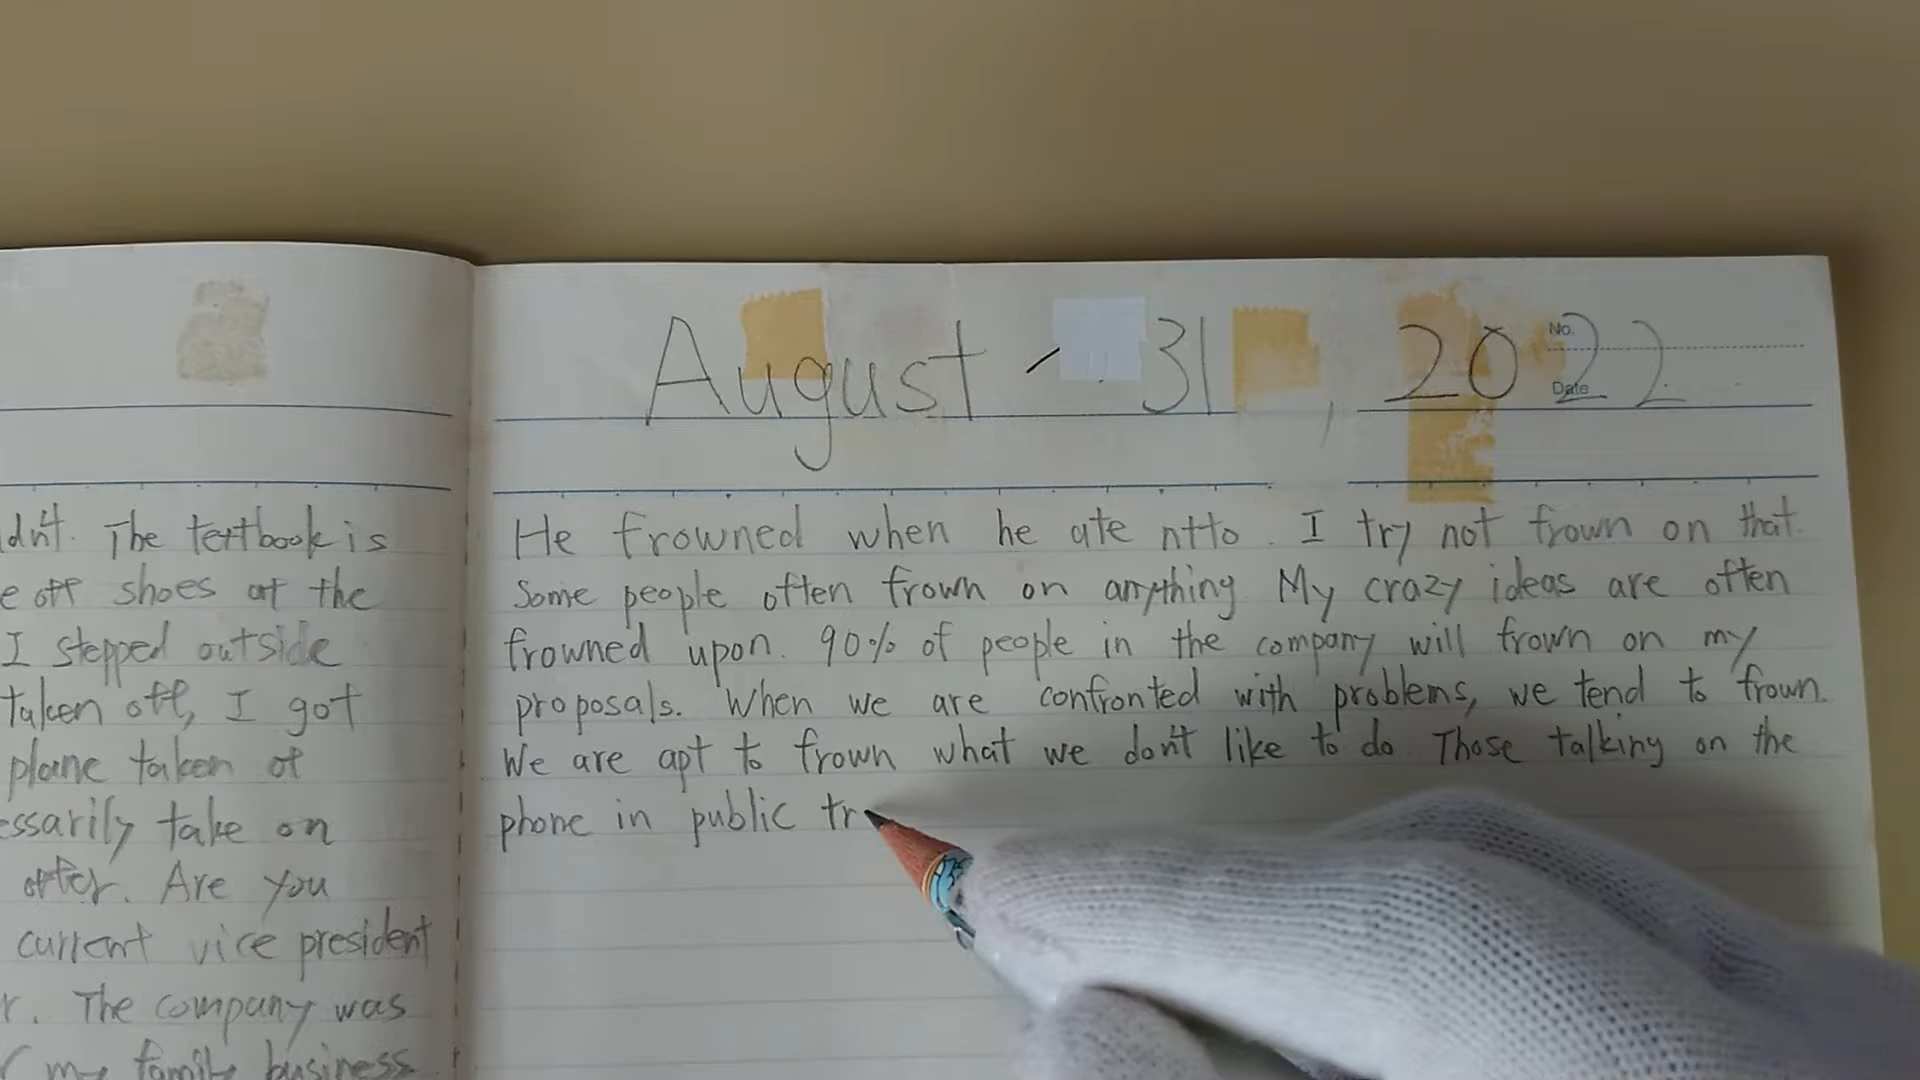 August 31, 2022
No.
Date
dn't. The textbook is
e off shoes at the
I stepped outside
taken off, I got
plane taken of
essarily take on
offer. Are you
current vice president
r. The company was
my family business
He frowned when he ate ntto. I try not frown on that.
Some people often frown on anything My crazy ideas are often
frowned upon. 90% of people in the company will frown on my
proposals. When we are confronted with problems, we tend to frown.
We are apt to frown what we don't like to do. Those talking on the
phone in public tr